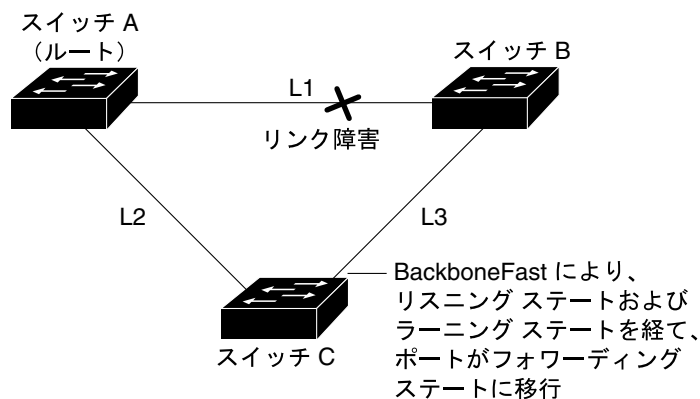 スイッチ A
（ルート）
スイッチ B
L1
リンク障害
L2
L3
BackboneFast により、
リスニング ステートおよび
ラーニング ステートを経て、
ポートがフォワーディング
ステートに移行
スイッチ C